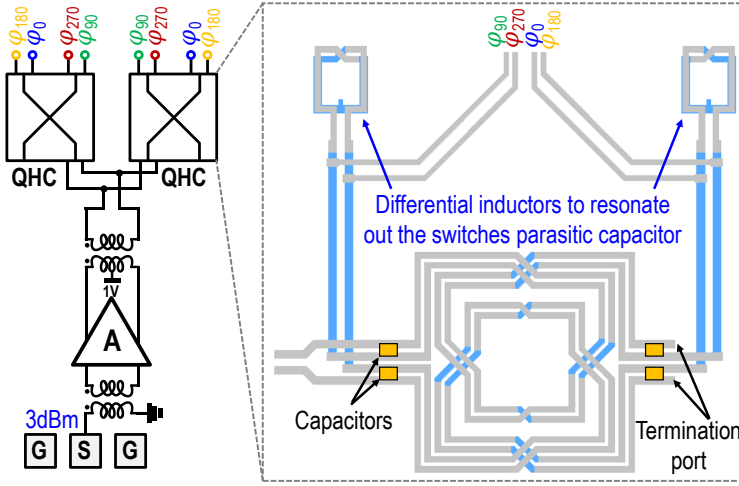 φ180 φ0 φ270 φ90 φ90 φ270 φ0 φ180
QHC QHC
1V
A
3dBm
G S G
φ90 φ270 φ0 φ180
Differential inductors to resonate
out the switches parasitic capacitor
Capacitors
Termination
port